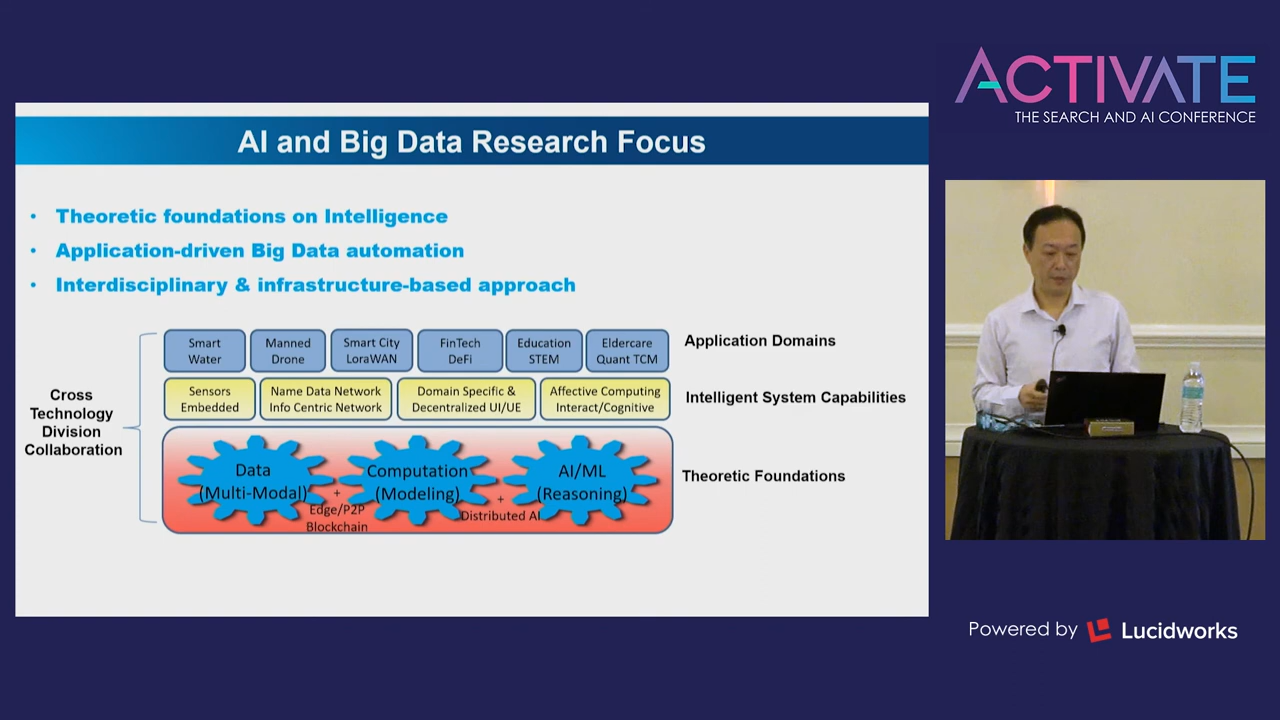 ACTIVATE
THE SEARCH AND AI CONFERENCE
AI and Big Data Research Focus
• Theoretic foundations on Intelligence
• Application-driven Big Data automation
• Interdisciplinary & infrastructure-based approach
Cross
Technology
Division
Collaboration
Smart
Water
Manned
Drone
Smart City
LoraWAN
FinTech
DeFi
Education
STEM
Eldercare
Quant TCM
Application Domains
Sensors
Embedded
Name Data Network
Info Centric Network
Domain Specific &
Decentralized UI/UE
Affective Computing
Interact/Cognitive
Intelligent System Capabilities
Data
(Multi-Modal)
+
Edge/P2P
Blockchain
Computation
(Modeling)
+
Distributed AI
AI/ML
(Reasoning)
Theoretic Foundations
Powered by Lucidworks